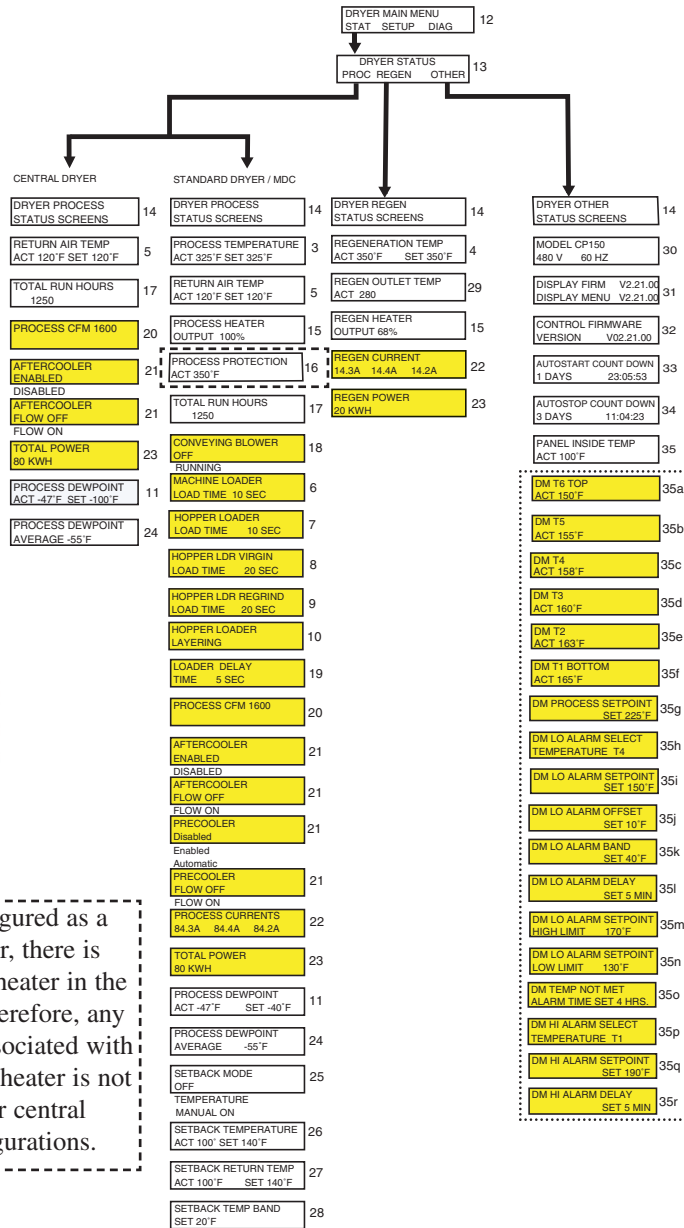 DRYER MAIN MENU
STAT SETUP DIAG
12
DRYER STATUS
PROC REGEN OTHER
13
CENTRAL DRYER
DRYER PROCESS
STATUS SCREENS
14
RETURN AIR TEMP
ACT 120˚F SET 120˚F
5
TOTAL RUN HOURS
1250
17
PROCESS CFM 1600
20
AFTERCOOLER
ENABLED
21
DISABLED
AFTERCOOLER
FLOW OFF
21
FLOW ON
TOTAL POWER
80 KWH
23
PROCESS DEWPOINT
ACT -47˚F SET -100˚F
11
PROCESS DEWPOINT
AVERAGE -55˚F
24
STANDARD DRYER / MDC
DRYER PROCESS
STATUS SCREENS
14
PROCESS TEMPERATURE
ACT 325˚F SET 325˚F
3
RETURN AIR TEMP
ACT 120˚F SET 120˚F
5
PROCESS HEATER
OUTPUT 100%
15
PROCESS PROTECTION
ACT 350˚F
16
TOTAL RUN HOURS
1250
17
CONVEYING BLOWER
OFF
18
RUNNING
MACHINE LOADER
LOAD TIME 10 SEC
6
HOPPER LOADER
LOAD TIME 10 SEC
7
HOPPER LDR VIRGIN
LOAD TIME 20 SEC
8
HOPPER LDR REGRIND
LOAD TIME 20 SEC
9
HOPPER LOADER
LAYERING
10
LOADER DELAY
TIME 5 SEC
19
PROCESS CFM 1600
20
AFTERCOOLER
ENABLED
21
DISABLED
AFTERCOOLER
FLOW OFF
21
FLOW ON
PRECOOLER
Disabled
21
Enabled
Automatic
PRECOOLER
FLOW OFF
21
FLOW ON
PROCESS CURRENTS
84.3A 84.4A 84.2A
22
TOTAL POWER
80 KWH
23
PROCESS DEWPOINT
ACT -47˚F SET -40˚F
11
PROCESS DEWPOINT
AVERAGE -55˚F
24
SETBACK MODE
OFF
25
TEMPERATURE
MANUAL ON
SETBACK TEMPERATURE
ACT 100˚ SET 140˚F
26
SETBACK RETURN TEMP
ACT 100˚F SET 140˚F
27
SETBACK TEMP BAND
SET 20˚F
28
DRYER REGEN
STATUS SCREENS
14
REGENERATION TEMP
ACT 350˚F SET 350˚F
4
REGEN OUTLET TEMP
ACT 280
29
REGEN HEATER
OUTPUT 68%
15
REGEN CURRENT
14.3A 14.4A 14.2A
22
REGEN POWER
20 KWH
23
DRYER OTHER
STATUS SCREENS
14
MODEL CP150
480 V 60 HZ
30
DISPLAY FIRM V2.21.00
DISPLAY MENU V2.21.00
31
CONTROL FIRMWARE
VERSION V02.21.00
32
AUTOSTART COUNT DOWN
1 DAYS 23:05:53
33
AUTOSTOP COUNT DOWN
3 DAYS 11:04:23
34
PANEL INSIDE TEMP
ACT 100˚F
35
DM T6 TOP
ACT 150˚F
35a
DM T5
ACT 155˚F
35b
DM T4
ACT 158˚F
35c
DM T3
ACT 160˚F
35d
DM T2
ACT 163˚F
35e
DM T1 BOTTOM
ACT 165˚F
35f
DM PROCESS SETPOINT
SET 225˚F
35g
DM LO ALARM SELECT
TEMPERATURE T4
35h
DM LO ALARM SETPOINT
SET 150˚F
35i
DM LO ALARM OFFSET
SET 10˚F
35j
DM LO ALARM BAND
SET 40˚F
35k
DM LO ALARM DELAY
SET 5 MIN
35l
DM LO ALARM SETPOINT
HIGH LIMIT 170˚F
35m
DM LO ALARM SETPOINT
LOW LIMIT 130˚F
35n
DM TEMP NOT MET
ALARM TIME SET 4 HRS.
35o
DM HI ALARM SELECT
TEMPERATURE T1
35p
DM HI ALARM SETPOINT
SET 190˚F
35q
DM HI ALARM DELAY
SET 5 MIN
35r
gured as a
r, there is
heater in the
erefore, any
sociated with
heater is not
r central
gurations.